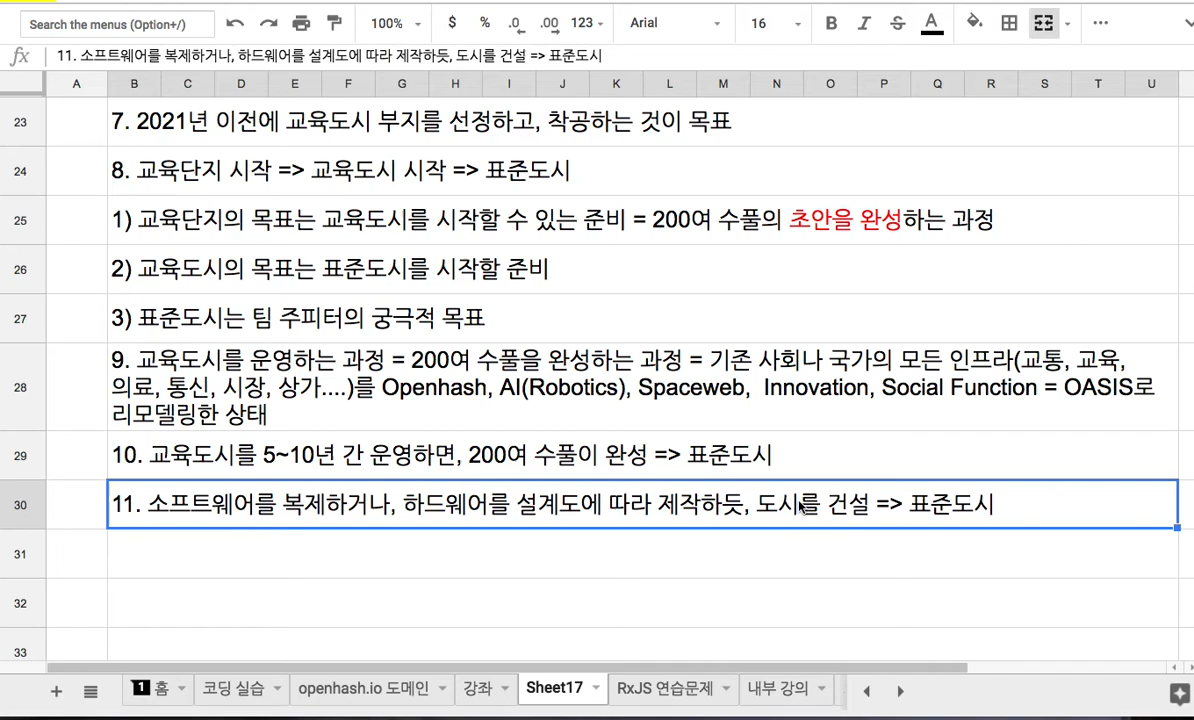 Search the menus (Option+/)
100%
$
%
.0
.00
123
Arial
16
B
I
S
A
fx
11. 소프트웨어를 복제하거나, 하드웨어를 설계도에 따라 제작하듯, 도시를 건설 => 표준도시
A B C D E F G H I J K L M N O P Q R S T U
23 7. 2021년 이전에 교육도시 부지를 선정하고, 착공하는 것이 목표
24 8. 교육단지 시작 => 교육도시 시작 => 표준도시
25 1) 교육단지의 목표는 교육도시를 시작할 수 있는 준비 = 200여 수풀의 초안을 완성하는 과정
26 2) 교육도시의 목표는 표준도시를 시작할 준비
27 3) 표준도시는 팀 주피터의 궁극적 목표
28 9. 교육도시를 운영하는 과정 = 200여 수풀을 완성하는 과정 = 기존 사회나 국가의 모든 인프라(교통, 교육,
의료, 통신, 시장, 상가....)를 Openhash, AI(Robotics), Spaceweb, Innovation, Social Function = OASIS로
리모델링한 상태
29 10. 교육도시를 5~10년 간 운영하면, 200여 수풀이 완성 => 표준도시
30 11. 소프트웨어를 복제하거나, 하드웨어를 설계도에 따라 제작하듯, 도시를 건설 => 표준도시
31
32
33
1 홈 코딩 실습 openhash.io 도메인 강좌 Sheet17 RxJS 연습문제 내부 강의